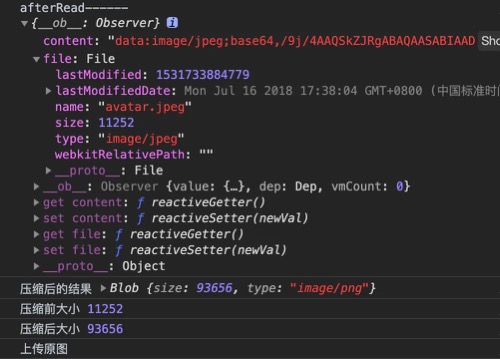 afterRead------
▼{__ob__: Observer} i
content: "data:image/jpeg;base64,/9j/4AAQSkZJRgABAQAASABIAAD Sho
▼file: File
lastModified: 1531733884779
▶lastModifiedDate: Mon Jul 16 2018 17:38:04 GMT+0800 (中国标准时间
name: "avatar.jpeg"
size: 11252
type: "image/jpeg"
webkitRelativePath: ""
▶__proto__: File
▶__ob__: Observer {value: {…}, dep: Dep, vmCount: 0}
▶get content: ƒ reactiveGetter()
▶set content: ƒ reactiveSetter(newVal)
▶get file: ƒ reactiveGetter()
▶set file: ƒ reactiveSetter(newVal)
▶__proto__: Object
压缩后的结果 ▶Blob {size: 93656, type: "image/png"}
压缩前大小 11252
压缩后大小 93656
上传原图